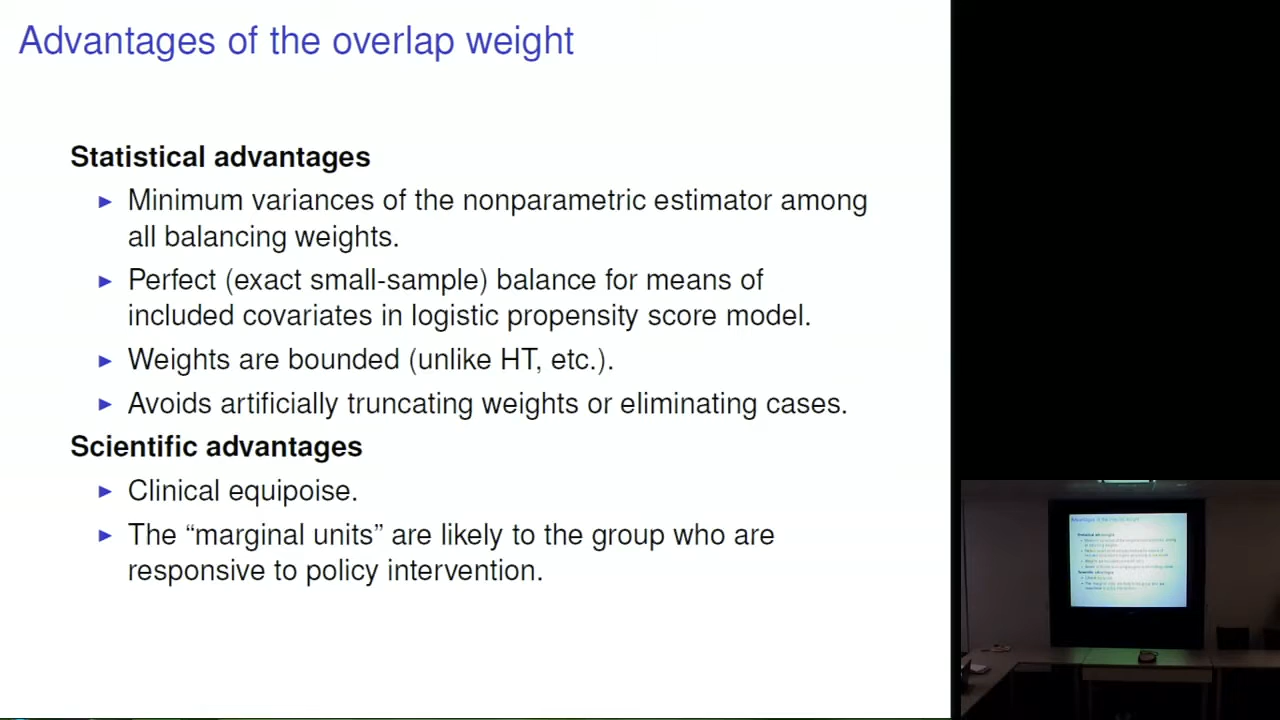 Advantages of the overlap weight
Statistical advantages
► Minimum variances of the nonparametric estimator among
all balancing weights.
► Perfect (exact small-sample) balance for means of
included covariates in logistic propensity score model.
► Weights are bounded (unlike HT, etc.).
► Avoids artificially truncating weights or eliminating cases.
Scientific advantages
► Clinical equipoise.
► The “marginal units” are likely to the group who are
responsive to policy intervention.